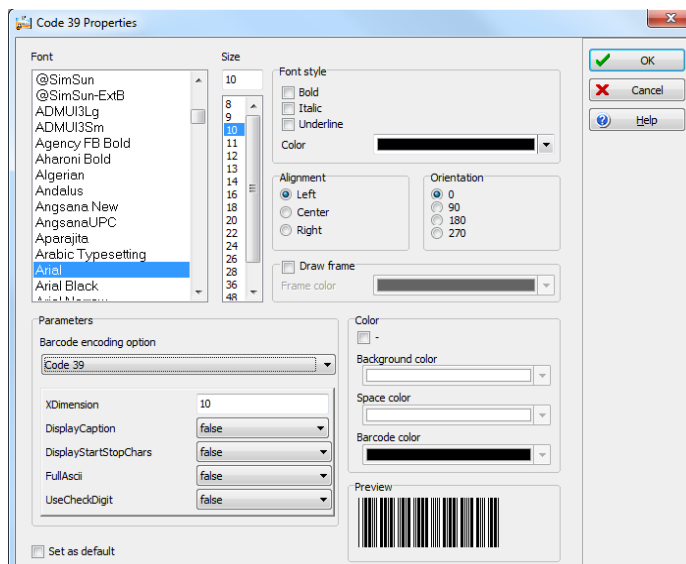 Code 39 Properties
Font
@SimSun
@SimSun-ExtB
ADMUI3Lg
ADMUI3Sm
Agency FB Bold
Aharoni Bold
Algerian
Andalus
Angsana New
AngsanaUPC
Aparajita
Arabic Typesetting
Arial
Arial Black
Arial Narrow
Size
10
8
9
10
11
12
13
14
16
18
20
22
24
26
28
36
48
Font style
Bold
Italic
Underline
Color
Alignment
Left
Center
Right
Orientation
0
90
180
270
Draw frame
Frame color
OK
Cancel
Help
Parameters
Barcode encoding option
Code 39
XDimension 10
DisplayCaption false
DisplayStartStopChars false
FullAscii false
UseCheckDigit false
Set as default
Color
-
Background color
Space color
Barcode color
Preview